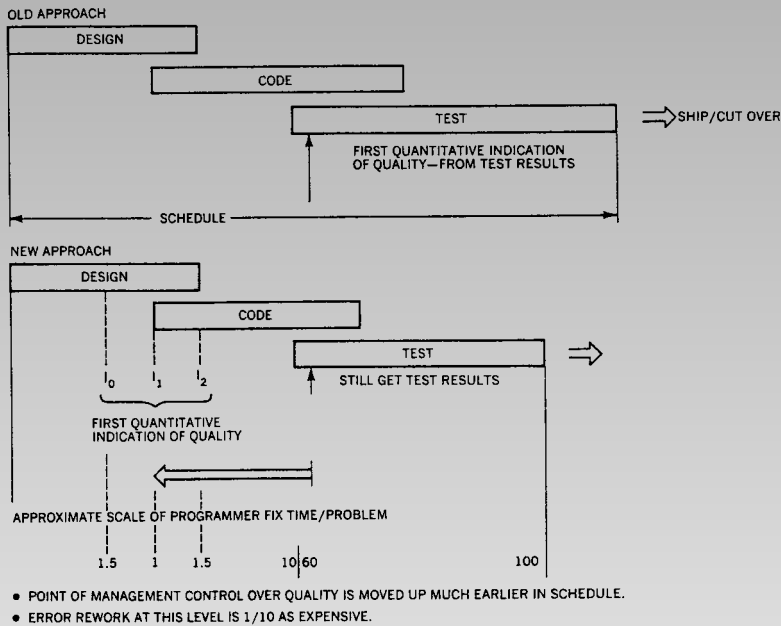 OLD APPROACH
DESIGN
CODE
TEST
SHIP/CUT OVER
FIRST QUANTITATIVE INDICATION
OF QUALITY—FROM TEST RESULTS
SCHEDULE
NEW APPROACH
DESIGN
CODE
TEST
I0 I1 I2
STILL GET TEST RESULTS
FIRST QUANTITATIVE
INDICATION OF QUALITY
APPROXIMATE SCALE OF PROGRAMMER FIX TIME/PROBLEM
1.5 1 1.5 10 60 100
• POINT OF MANAGEMENT CONTROL OVER QUALITY IS MOVED UP MUCH EARLIER IN SCHEDULE.
• ERROR REWORK AT THIS LEVEL IS 1/10 AS EXPENSIVE.